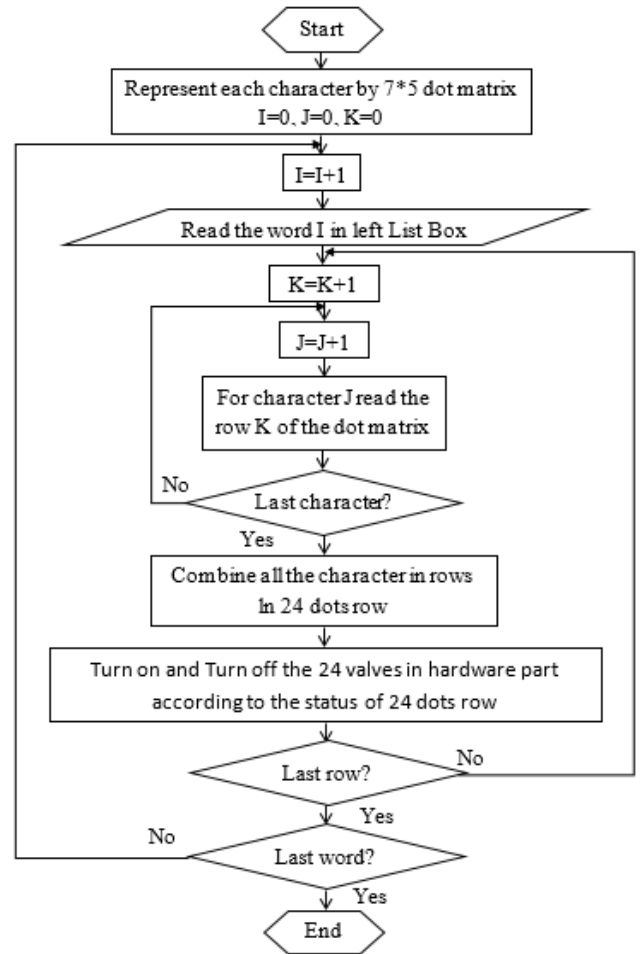 Start
Represent each character by 7*5 dot matrix
I=0, J=0, K=0
I=I+1
Read the word I in left List Box
K=K+1
J=J+1
For character J read the
row K of the dot matrix
No
Last character?
Yes
Combine all the character in rows
In 24 dots row
Turn on and Turn off the 24 valves in hardware part
according to the status of 24 dots row
No
Last row?
Yes
No
Last word?
Yes
End